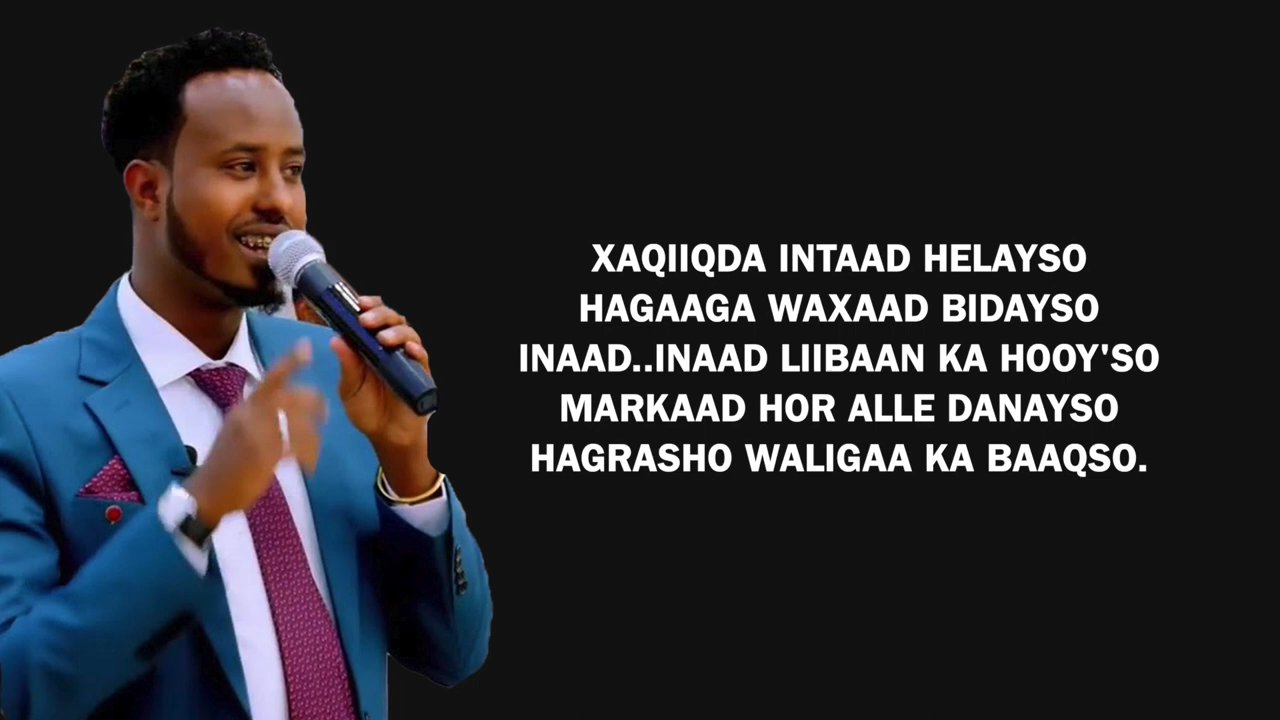 XAQIIQDA INTAAD HELAYSO
HAGAAGA WAXAAD BIDAYSO
INAAD..INAAD LIIBAAN KA HOOY'SO
MARKAAD HOR ALLE DANAYSO
HAGRASHO WALIGAA KA BAAQSO.